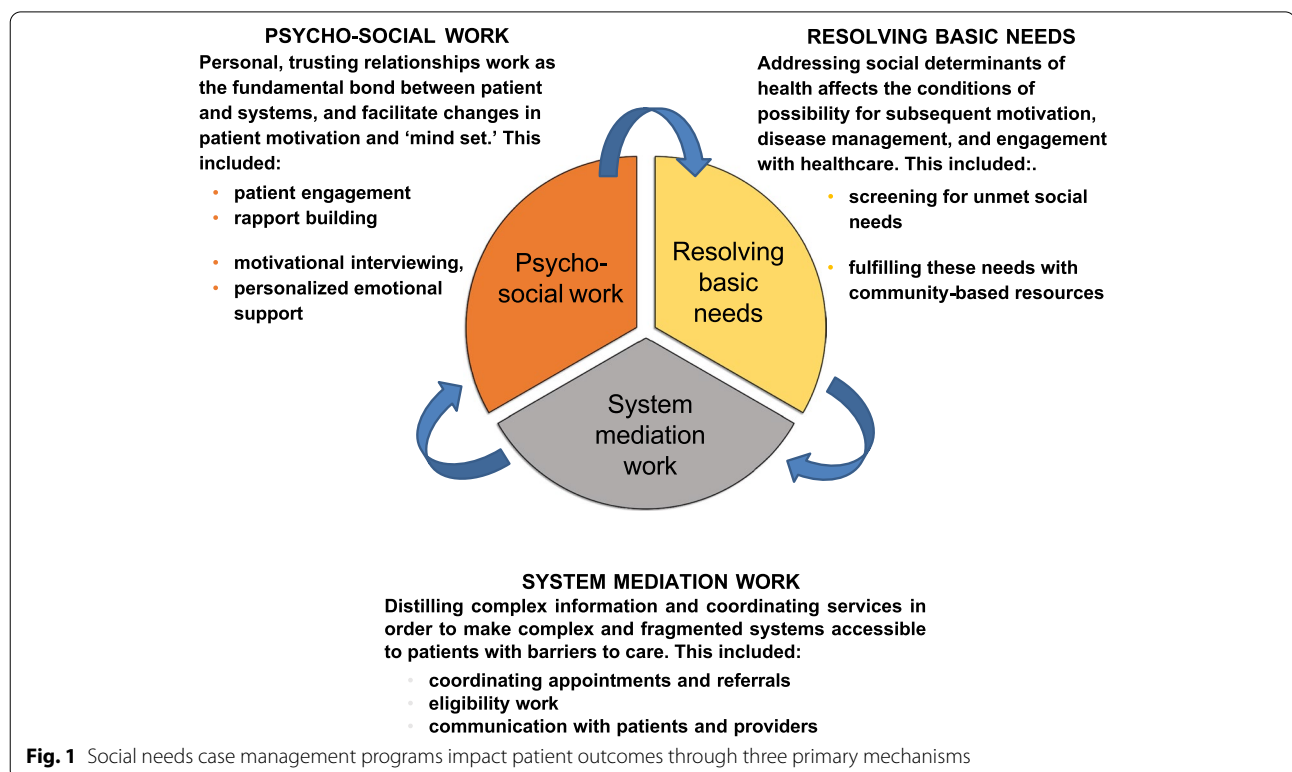 PSYCHO-SOCIAL WORK
Personal, trusting relationships work as
the fundamental bond between patient
and systems, and facilitate changes in
patient motivation and ‘mind set.’ This
included:
• patient engagement
• rapport building
• motivational interviewing,
• personalized emotional
support
RESOLVING BASIC NEEDS
Addressing social determinants of
health affects the conditions of
possibility for subsequent motivation,
disease management, and engagement
with healthcare. This included:.
• screening for unmet social
needs
• fulfilling these needs with
community-based resources
Psycho-
social work
Resolving
basic
needs
System
mediation
work
SYSTEM MEDIATION WORK
Distilling complex information and coordinating services in
order to make complex and fragmented systems accessible
to patients with barriers to care. This included:
• coordinating appointments and referrals
• eligibility work
• communication with patients and providers
Fig. 1 Social needs case management programs impact patient outcomes through three primary mechanisms